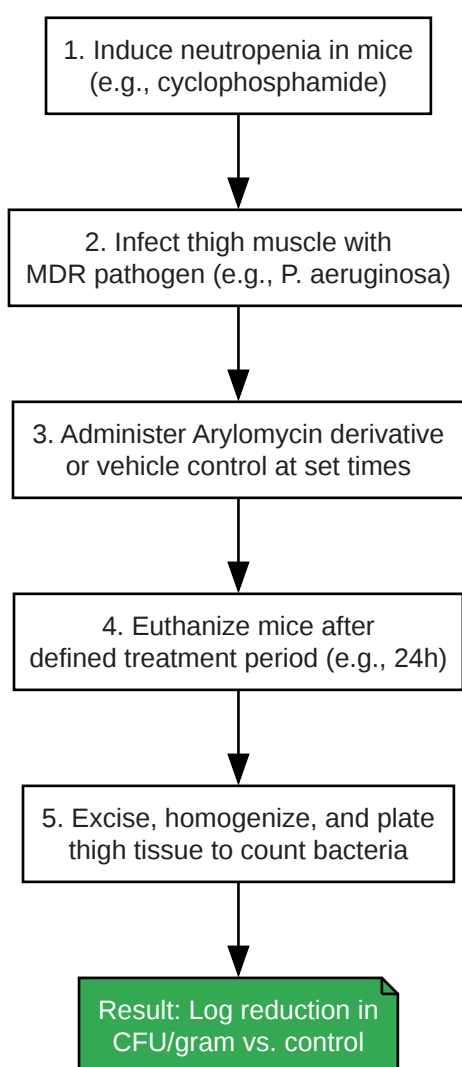 1. Induce neutropenia in mice
(e.g., cyclophosphamide)
2. Infect thigh muscle with
MDR pathogen (e.g., P. aeruginosa)
3. Administer Arylomycin derivative
or vehicle control at set times
4. Euthanize mice after
defined treatment period (e.g., 24h)
5. Excise, homogenize, and plate
thigh tissue to count bacteria
Result: Log reduction in
CFU/gram vs. control